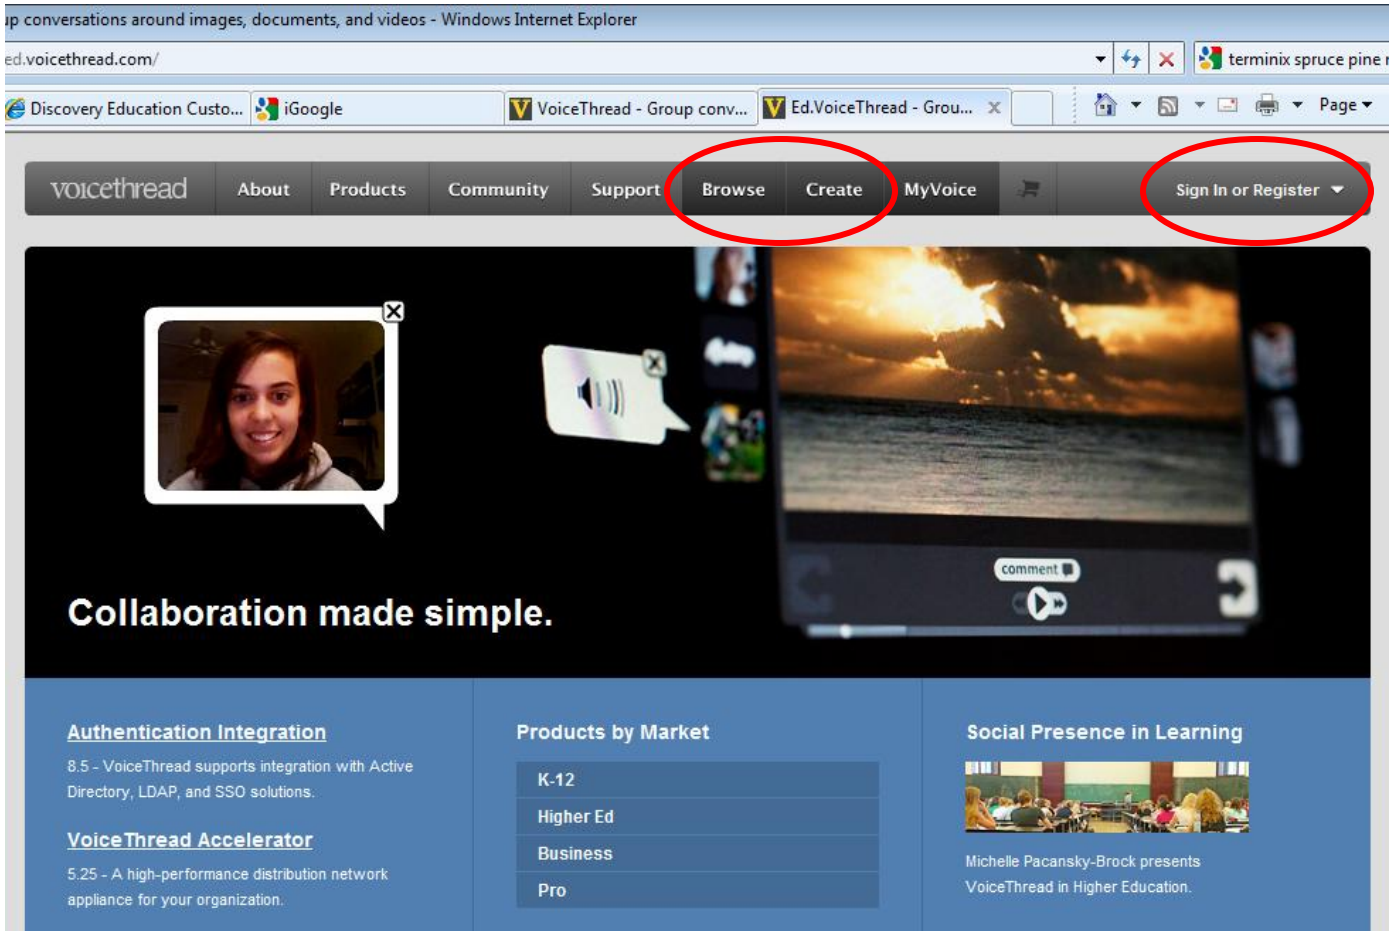 up conversations around images, documents, and videos - Windows Internet Explorer
ed.voicethread.com/
terminix spruce pine
Discovery Education Custo...
iGoogle
VoiceThread - Group conv...
Ed.VoiceThread - Grou...
Page
voicethread
About
Products
Community
Support
Browse
Create
MyVoice
Sign In or Register
comment
Collaboration made simple.
Authentication Integration
8.5 - VoiceThread supports integration with Active
Directory, LDAP, and SSO solutions.
VoiceThread Accelerator
5.25 - A high-performance distribution network
appliance for your organization.
Products by Market
K-12
Higher Ed
Business
Pro
Social Presence in Learning
Michelle Pacansky-Brock presents
VoiceThread in Higher Education.